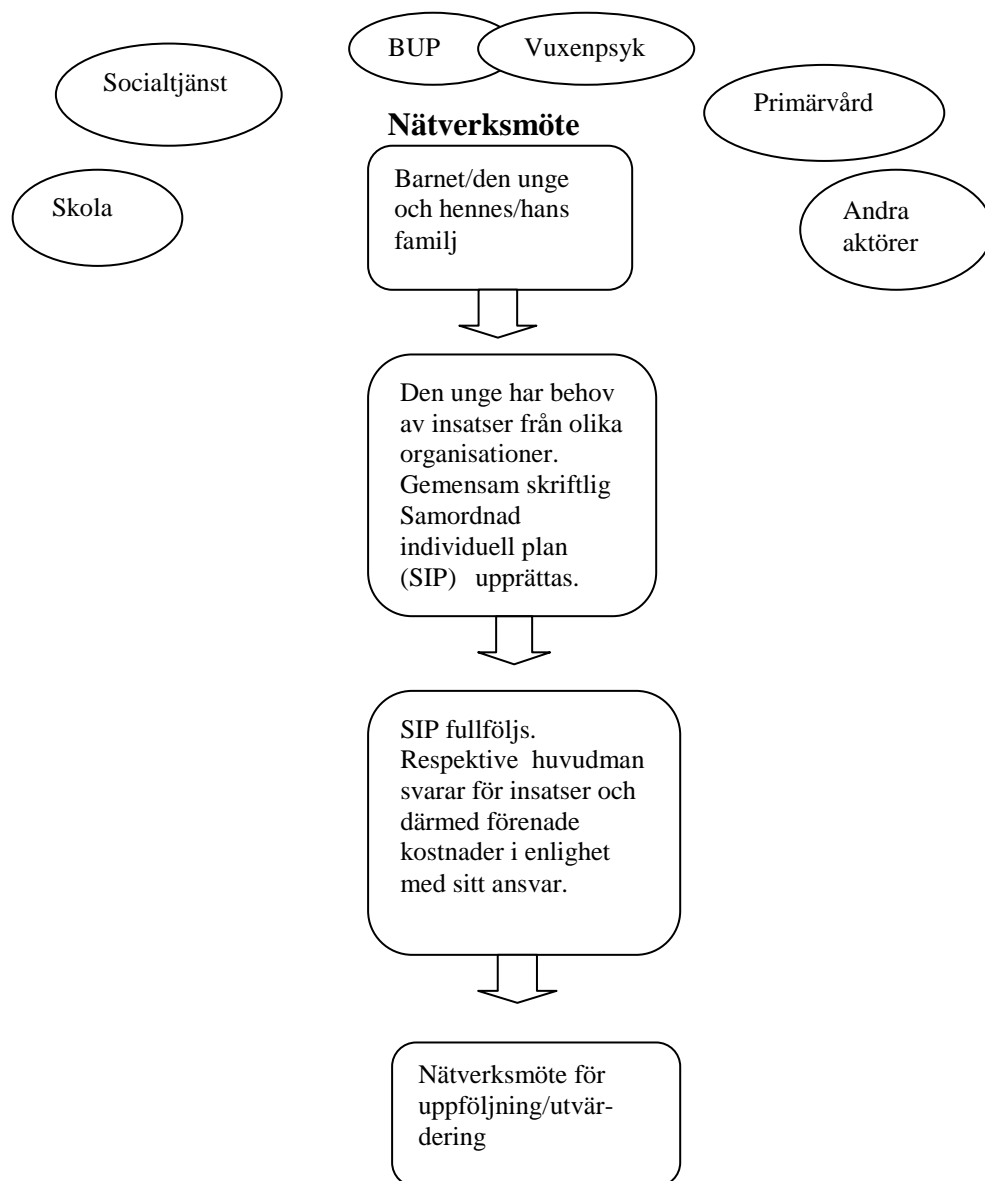 BUP
Vuxenpsyk
Socialtjänst
Primärvård
Nätverksmöte
Skola
Barnet/den unge
och hennes/hans
familj
Andra
aktörer
Den unge har behov
av insatser från olika
organisationer.
Gemensam skriftlig
Samordnad
individuell plan
(SIP) upprättas.
SIP fullföljs.
Respektive huvudman
svarar för insatser och
därmed förenade
kostnader i enlighet
med sitt ansvar.
Nätverksmöte för
uppföljning/utvär-
dering